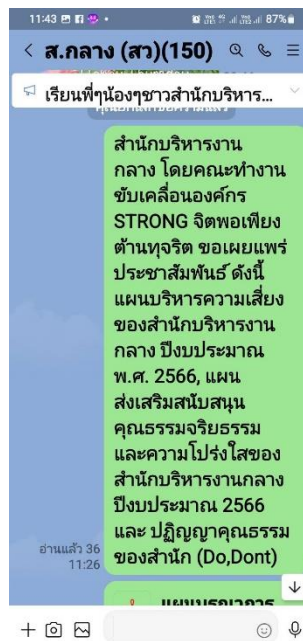 11:43
87%
ส.กลาง (สว)(150)
เรียนพี่ๆน้องๆชาวสำนักบริหาร...
สำนักบริหารงาน
กลาง โดยคณะทำงาน
ขับเคลื่อนองค์กร
STRONG จิตพอเพียง
ต้านทุจริต ขอเผยแพร่
ประชาสัมพันธ์ ดังนี้
แผนบริหารความเสี่ยง
ของสำนักบริหารงาน
กลาง ปีงบประมาณ
พ.ศ. 2566, แผน
ส่งเสริมสนับสนุน
คุณธรรมจริยธรรม
และความโปร่งใสของ
สำนักบริหารงานกลาง
ปีงบประมาณ 2566
และ ปฏิญญาคุณธรรม
ของสำนัก (Do,Dont)
อ่านแล้ว 36
11:26